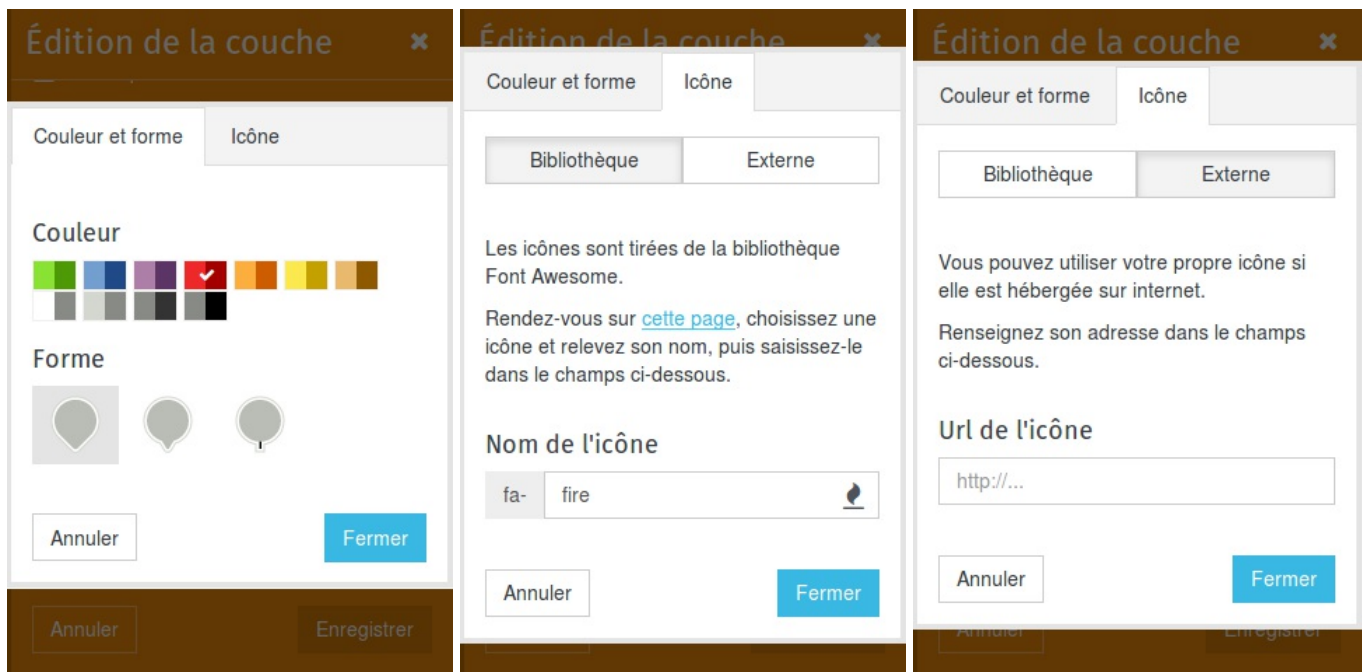 Édition de la couche
Couleur et forme
Icône
Couleur
Forme
Annuler
Fermer
Annuler
Enregistrer
Édition de la couche
Couleur et forme
Icône
Bibliothèque
Externe
Les icônes sont tirées de la bibliothèque
Font Awesome.
Rendez-vous sur cette page, choisissez une
icône et relevez son nom, puis saisissez-le
dans le champs ci-dessous.
Nom de l'icône
fa-
fire
Annuler
Fermer
Édition de la couche
Couleur et forme
Icône
Bibliothèque
Externe
Vous pouvez utiliser votre propre icône si
elle est hébergée sur internet.
Renseignez son adresse dans le champs
ci-dessous.
Url de l'icône
http://...
Annuler
Fermer
Annuler
Enregistrer